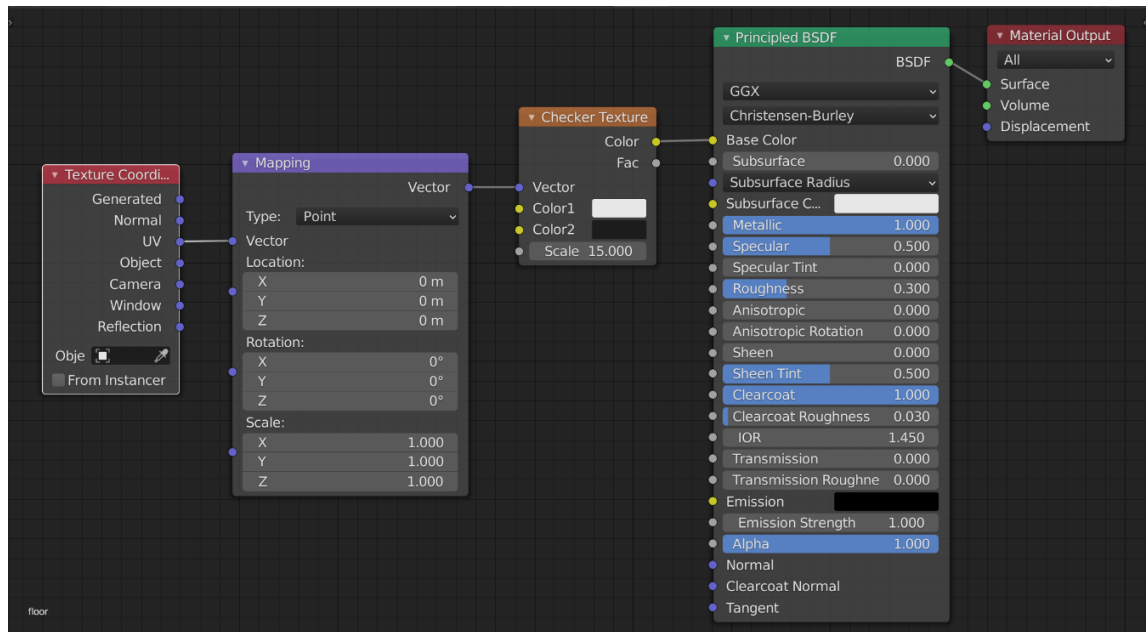 Texture Coordi...
Generated
Normal
UV
Object
Camera
Window
Reflection
Obje
From Instancer
Mapping
Vector
Type: Point
Vector
Location:
X 0 m
Y 0 m
Z 0 m
Rotation:
X 0°
Y 0°
Z 0°
Scale:
X 1.000
Y 1.000
Z 1.000
Checker Texture
Color
Fac
Vector
Color1
Color2
Scale 15.000
Principled BSDF
BSDF
GGX
Christensen-Burley
Base Color
Subsurface 0.000
Subsurface Radius
Subsurface C...
Metallic 1.000
Specular 0.500
Specular Tint 0.000
Roughness 0.300
Anisotropic 0.000
Anisotropic Rotation 0.000
Sheen 0.000
Sheen Tint 0.500
Clearcoat 1.000
Clearcoat Roughness 0.030
IOR 1.450
Transmission 0.000
Transmission Roughne 0.000
Emission
Emission Strength 1.000
Alpha 1.000
Normal
Clearcoat Normal
Tangent
Material Output
All
Surface
Volume
Displacement
floor